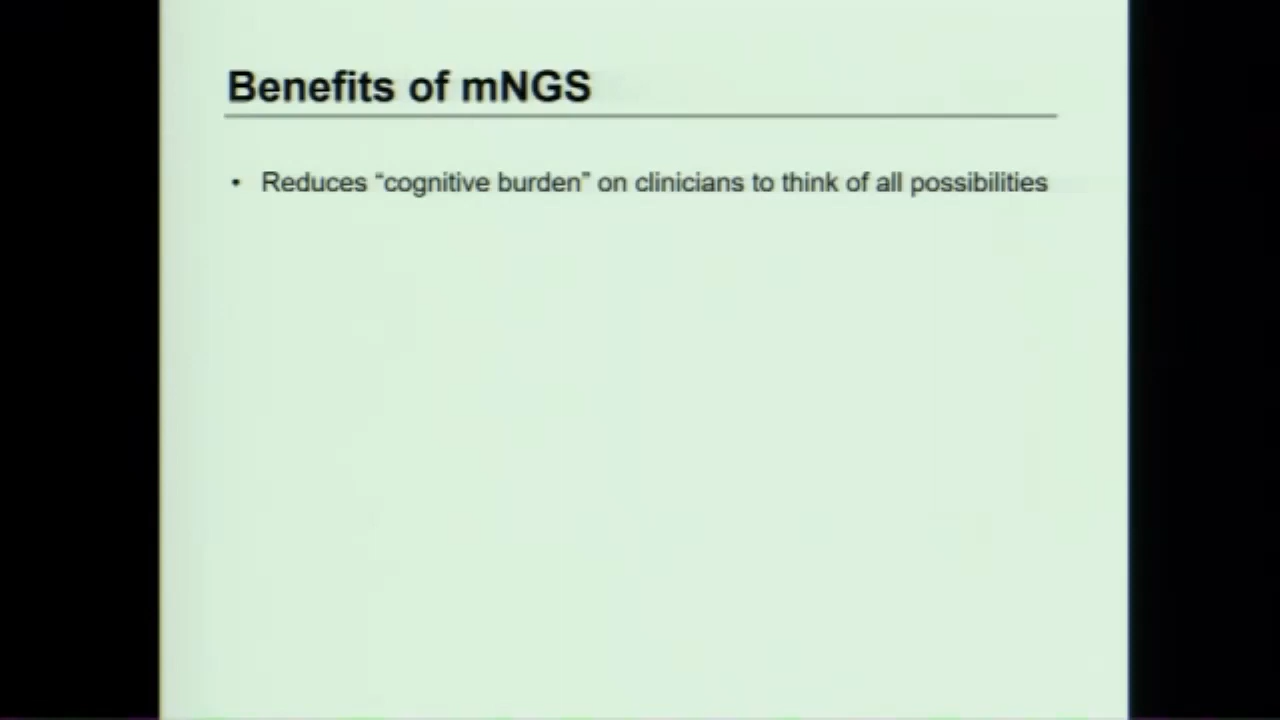 Benefits of mNGS
• Reduces “cognitive burden” on clinicians to think of all possibilities